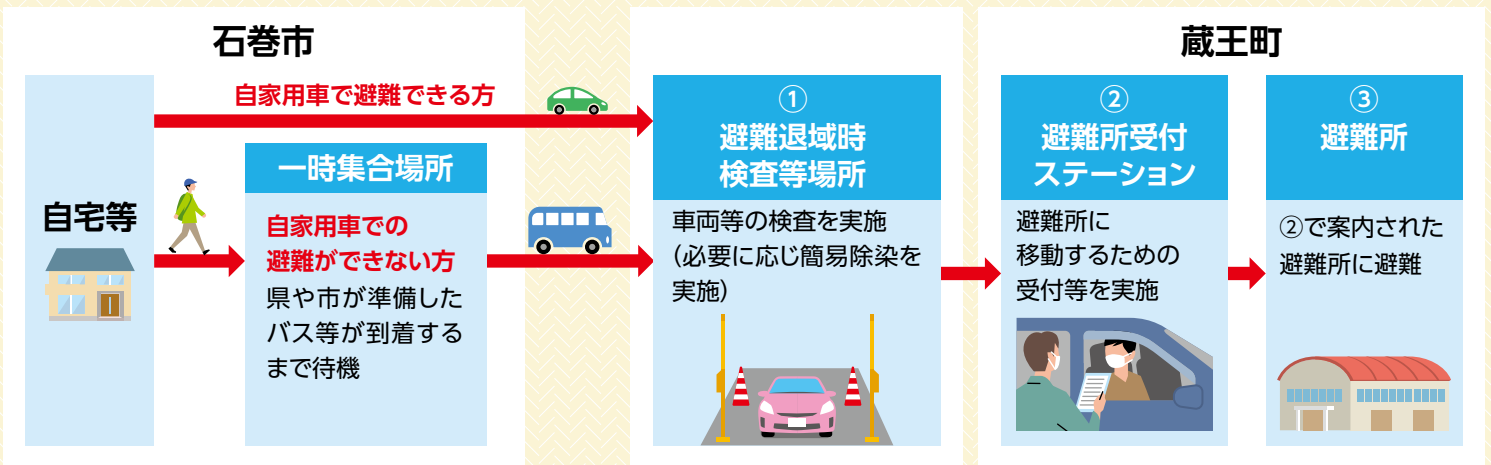 石巻市
自宅等
自家用車で避難できる方
一時集合場所
自家用車での
避難ができない方
県や市が準備した
バス等が到着する
まで待機
①
避難退域時
検査等場所
車両等の検査を実施
(必要に応じ簡易除染を
実施)
蔵王町
②
避難所受付
ステーション
避難所に
移動するための
受付等を実施
③
避難所
②で案内された
避難所に避難